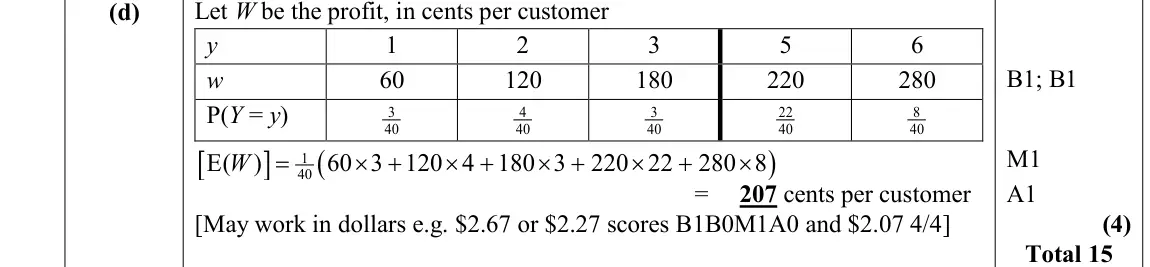 (d) Let W be the profit, in cents per customer
y 1 2 3 5 6
w 60 120 180 220 280 B1; B1
P(Y = y) 3/40 4/40 3/40 22/40 8/40
[E(W)] = 1/40 (60×3+120×4+180×3+220×22+280×8) M1
= 207 cents per customer A1
[May work in dollars e.g. $2.67 or $2.27 scores B1B0M1A0 and $2.07 4/4] (4)
Total 15